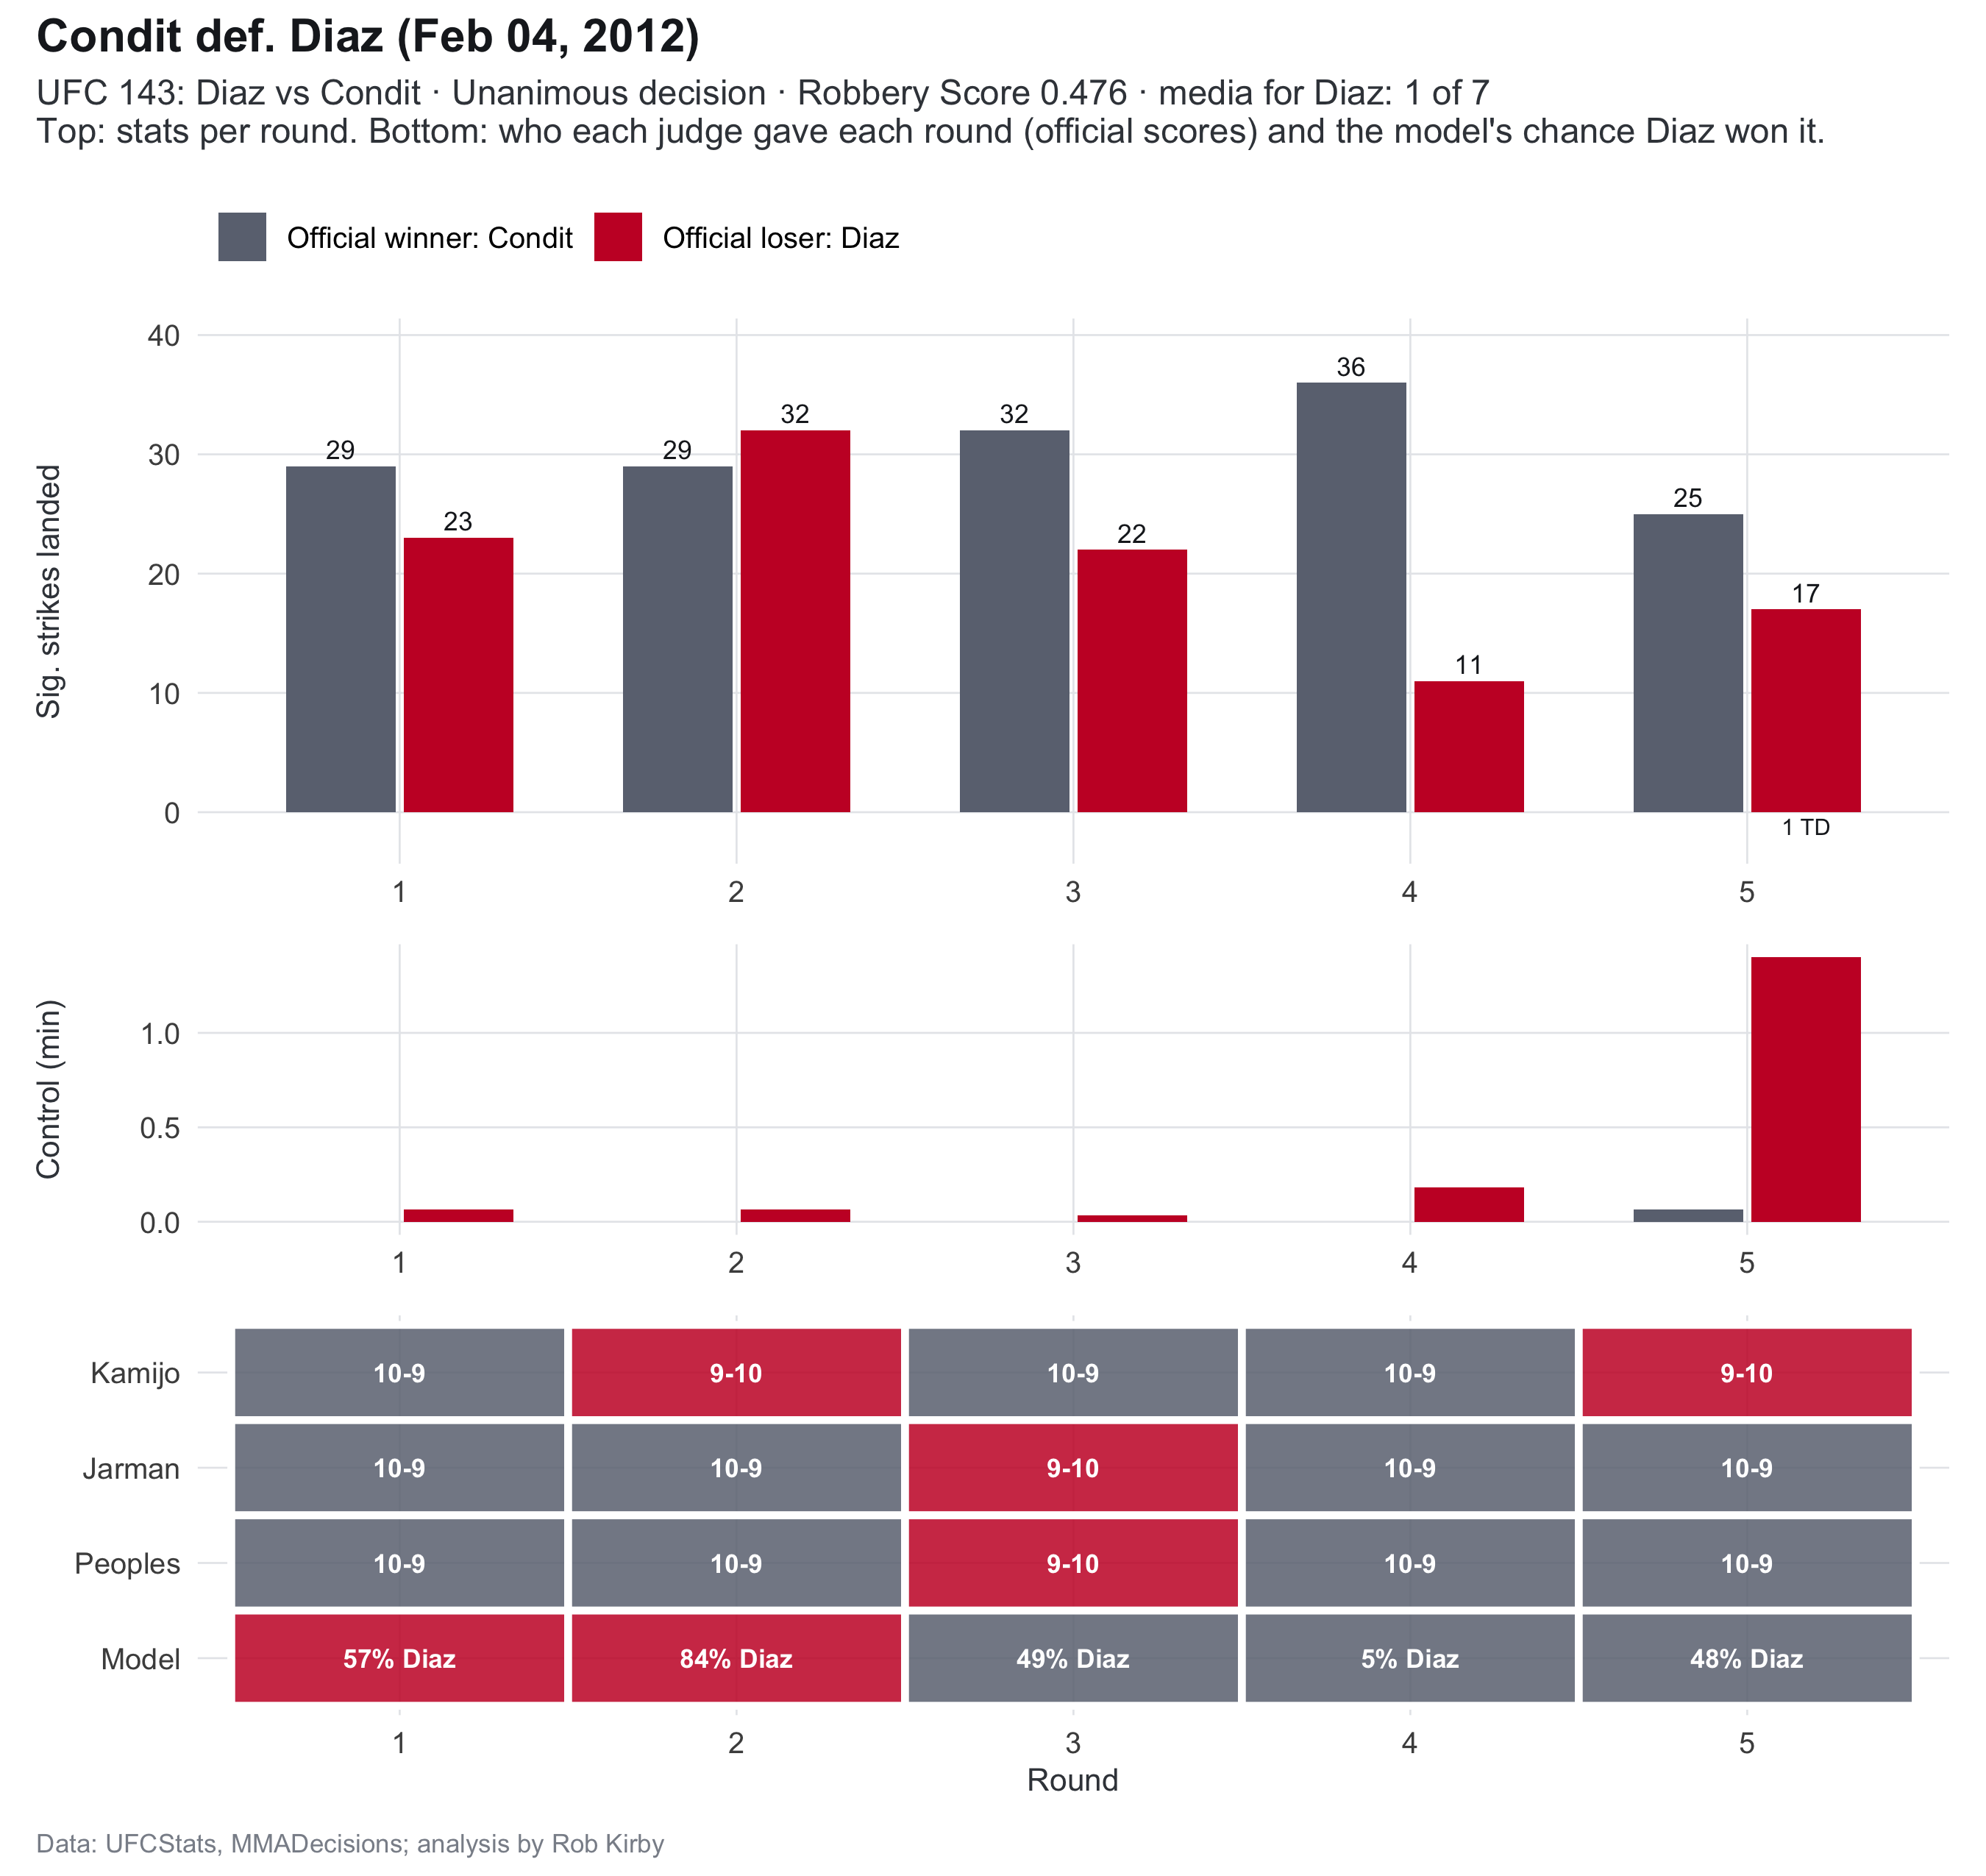 Condit def. Diaz (Feb 04, 2012)
UFC 143: Diaz vs Condit · Unanimous decision · Robbery Score 0.476 · media for Diaz: 1 of 7
Top: stats per round. Bottom: who each judge gave each round (official scores) and the model's chance Diaz won it.
Official winner: Condit Official loser: Diaz
Sig. strikes landed
40
30
20
10
0
29 23 29 32 32 22 36 11 25 17
1 TD
1 2 3 4 5
Control (min)
1.0
0.5
0.0
1 2 3 4 5
Kamijo 10-9 9-10 10-9 10-9 9-10
Jarman 10-9 10-9 9-10 10-9 10-9
Peoples 10-9 10-9 9-10 10-9 10-9
Model 57% Diaz 84% Diaz 49% Diaz 5% Diaz 48% Diaz
1 2 3 4 5
Round
Data: UFCStats, MMADecisions; analysis by Rob Kirby